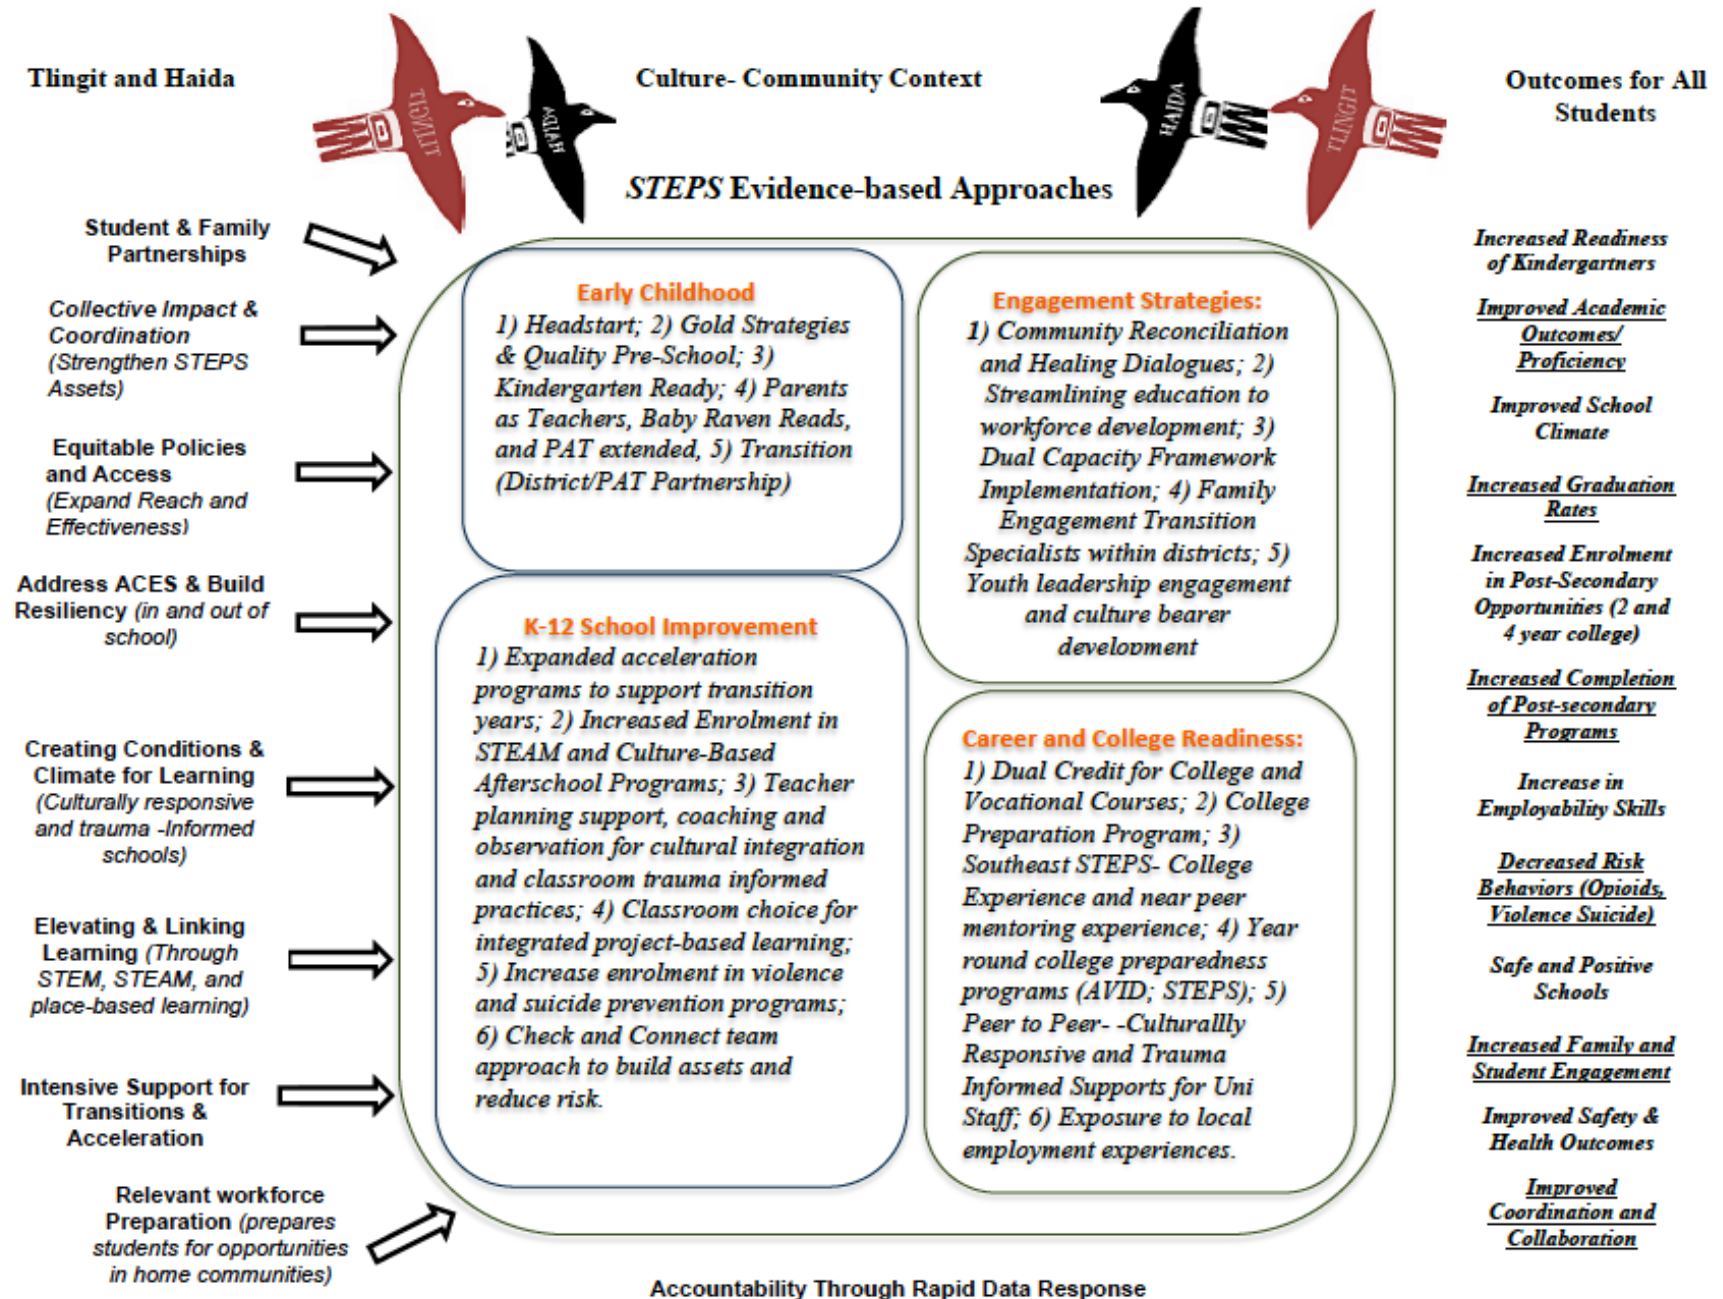 Tlingit and Haida
Culture- Community Context
Outcomes for All
Students
TLINGIT
HAIDA
HAIDA
TLINGIT
STEPS Evidence-based Approaches
Student & Family
Partnerships
Collective Impact &
Coordination
(Strengthen STEPS
Assets)
Equitable Policies
and Access
(Expand Reach and
Effectiveness)
Address ACES & Build
Resiliency (in and out of
school)
Creating Conditions &
Climate for Learning
(Culturally responsive
and trauma -Informed
schools)
Elevating & Linking
Learning (Through
STEM, STEAM, and
place-based learning)
Intensive Support for
Transitions &
Acceleration
Relevant workforce
Preparation (prepares
students for opportunities
in home communities)
Early Childhood
1) Headstart; 2) Gold Strategies
& Quality Pre-School; 3)
Kindergarten Ready; 4) Parents
as Teachers, Baby Raven Reads,
and PAT extended, 5) Transition
(District/PAT Partnership)
K-12 School Improvement
1) Expanded acceleration
programs to support transition
years; 2) Increased Enrolment in
STEAM and Culture-Based
Afterschool Programs; 3) Teacher
planning support, coaching and
observation for cultural integration
and classroom trauma informed
practices; 4) Classroom choice for
integrated project-based learning;
5) Increase enrolment in violence
and suicide prevention programs;
6) Check and Connect team
approach to build assets and
reduce risk.
Engagement Strategies:
1) Community Reconciliation
and Healing Dialogues; 2)
Streamlining education to
workforce development; 3)
Dual Capacity Framework
Implementation; 4) Family
Engagement Transition
Specialists within districts; 5)
Youth leadership engagement
and culture bearer
development
Career and College Readiness:
1) Dual Credit for College and
Vocational Courses; 2) College
Preparation Program; 3)
Southeast STEPS- College
Experience and near peer
mentoring experience; 4) Year
round college preparedness
programs (AVID; STEPS); 5)
Peer to Peer- -Culturallly
Responsive and Trauma
Informed Supports for Uni
Staff; 6) Exposure to local
employment experiences.
Increased Readiness
of Kindergartners
Improved Academic
Outcomes/
Proficiency
Improved School
Climate
Increased Graduation
Rates
Increased Enrolment
in Post-Secondary
Opportunities (2 and
4 year college)
Increased Completion
of Post-secondary
Programs
Increase in
Employability Skills
Decreased Risk
Behaviors (Opioids,
Violence Suicide)
Safe and Positive
Schools
Increased Family and
Student Engagement
Improved Safety &
Health Outcomes
Improved
Coordination and
Collaboration
Accountability Through Rapid Data Response